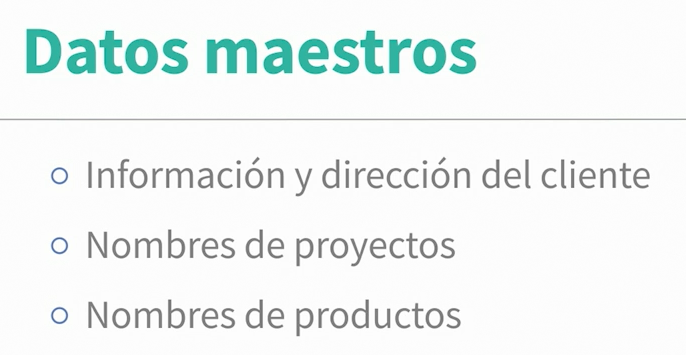 Datos maestros
Información y dirección del cliente
Nombres de proyectos
Nombres de productos